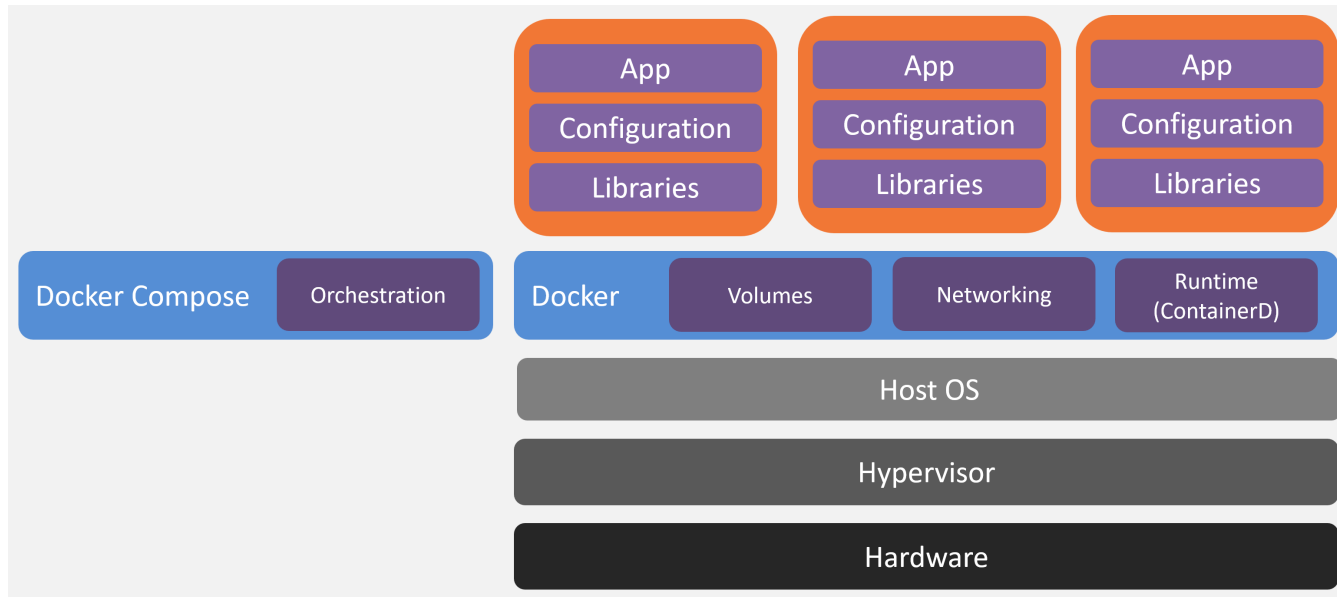 App
Configuration
Libraries
App
Configuration
Libraries
App
Configuration
Libraries
Docker Compose
Orchestration
Docker
Volumes
Networking
Runtime
(ContainerD)
Host OS
Hypervisor
Hardware